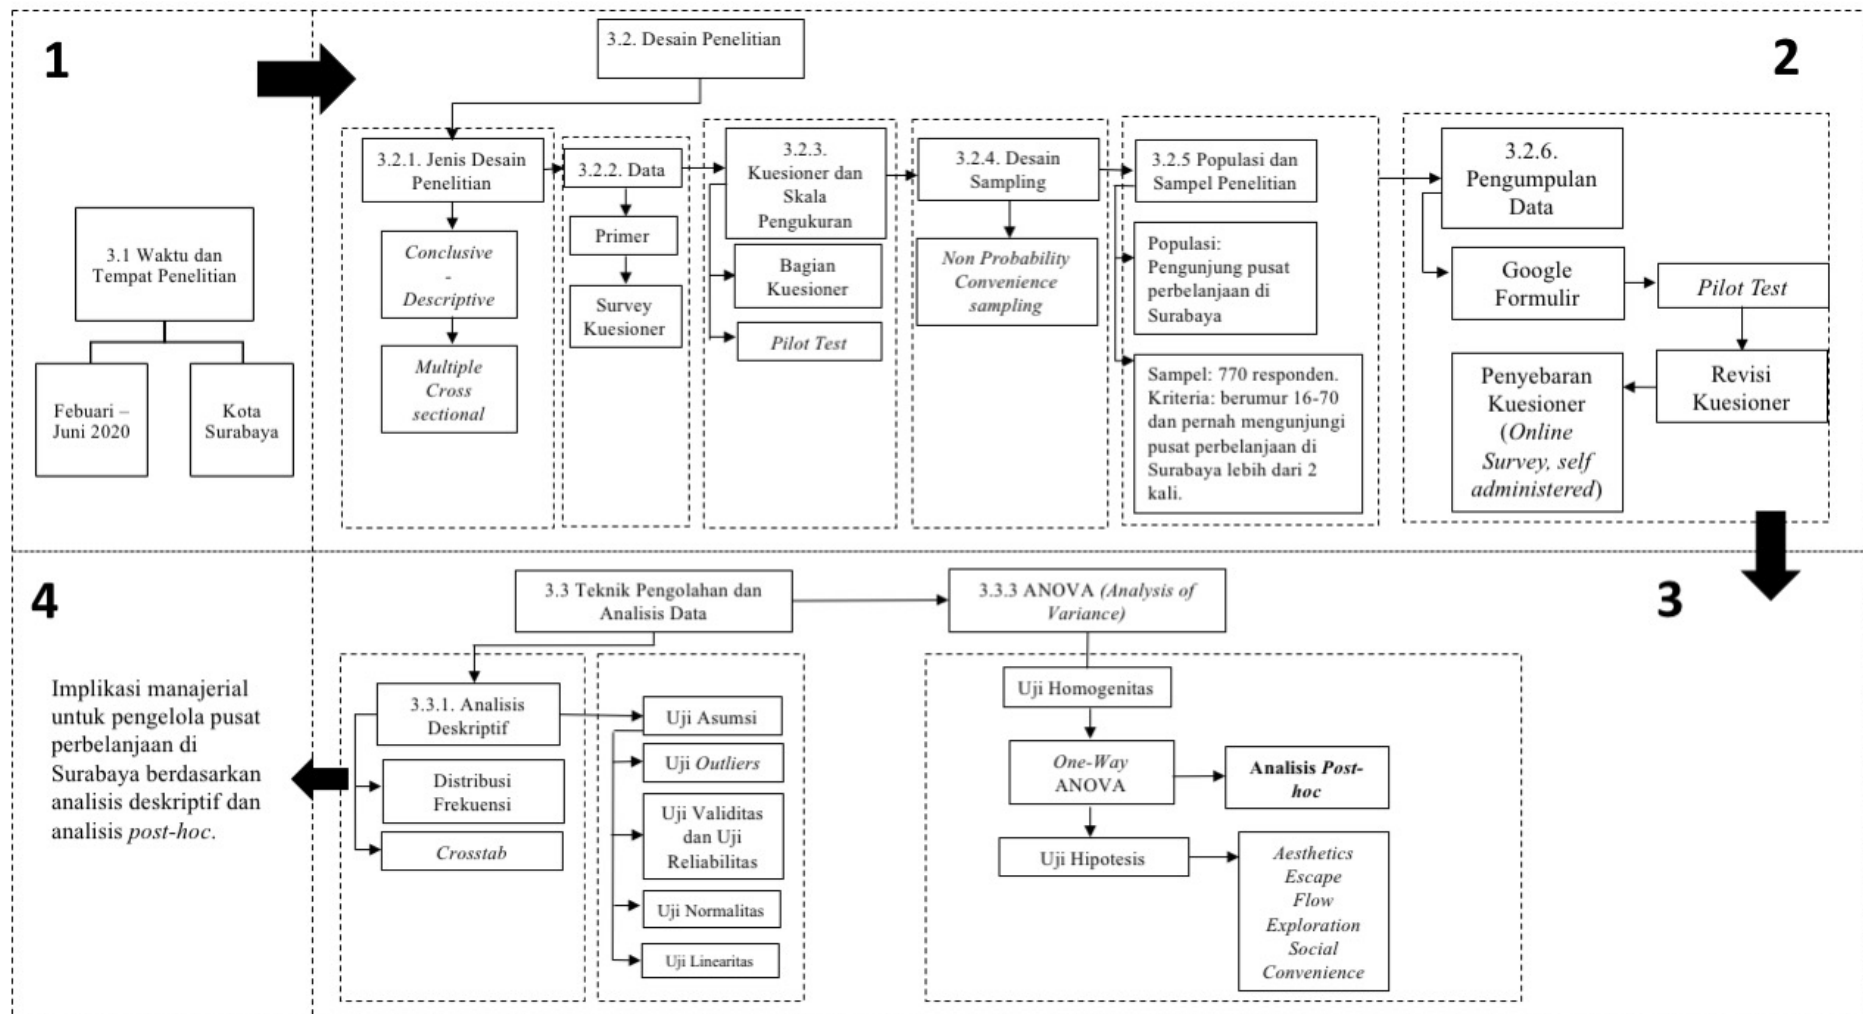 1
3.1 Waktu dan
Tempat Penelitian
Febuari –
Juni 2020
Kota
Surabaya
2
3.2. Desain Penelitian
3.2.1. Jenis Desain
Penelitian
Conclusive
-
Descriptive
Multiple
Cross
sectional
3.2.2. Data
Primer
Survey
Kuesioner
3.2.3.
Kuesioner dan
Skala
Pengukuran
Bagian
Kuesioner
Pilot Test
3.2.4. Desain
Sampling
Non Probability
Convenience
sampling
3.2.5 Populasi dan
Sampel Penelitian
Populasi:
Pengunjung pusat
perbelanjaan di
Surabaya
Sampel: 770 responden.
Kriteria: berumur 16-70
dan pernah mengunjungi
pusat perbelanjaan di
Surabaya lebih dari 2
kali.
3.2.6.
Pengumpulan
Data
Google
Formulir
Pilot Test
Revisi
Kuesioner
Penyebaran
Kuesioner
(Online
Survey, self
administered)
3
3.3 Teknik Pengolahan dan
Analisis Data
3.3.1. Analisis
Deskriptif
Distribusi
Frekuensi
Crosstab
Uji Asumsi
Uji Outliers
Uji Validitas
dan Uji
Reliabilitas
Uji Normalitas
Uji Linearitas
3.3.3 ANOVA (Analysis of
Variance)
Uji Homogenitas
One-Way
ANOVA
Analisis Post-
hoc
Uji Hipotesis
Aesthetics
Escape
Flow
Exploration
Social
Convenience
4
Implikasi manajerial
untuk pengelola pusat
perbelanjaan di
Surabaya berdasarkan
analisis deskriptif dan
analisis post-hoc.